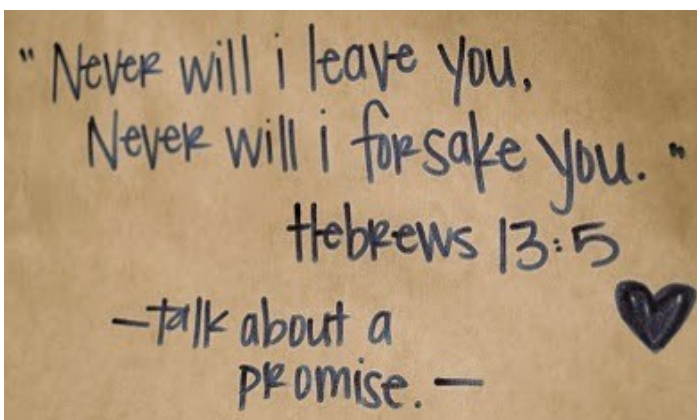 "Never will i leave you,
Never will i forsake you."
Hebrews 13:5
-talk about a
promise.-